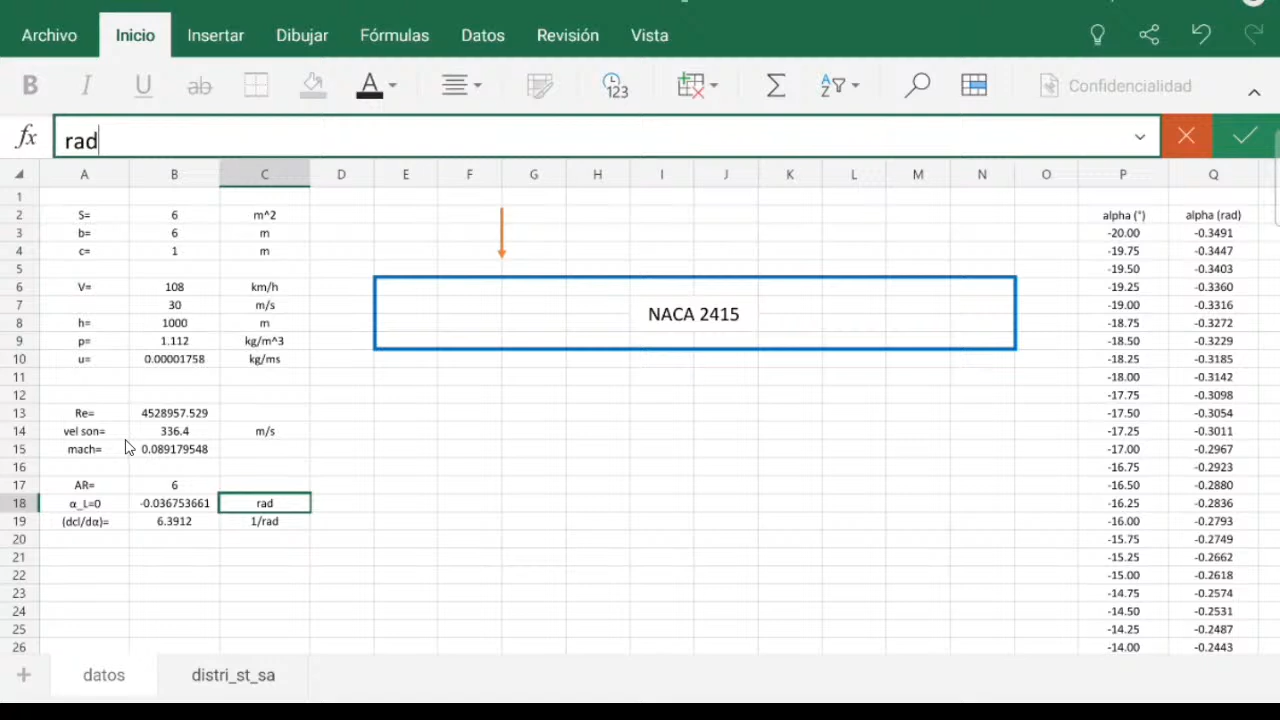 Archivo Inicio Insertar Dibujar Fórmulas Datos Revisión Vista
B I U ab A 123 Σ A Z Confidencialidad
fx rad
A B C D E F G H I J K L M N O P Q
1
2 S= 6 m^2 alpha (°) alpha (rad)
3 b= 6 m -20.00 -0.3491
4 c= 1 m -19.75 -0.3447
5 -19.50 -0.3403
6 V= 108 km/h -19.25 -0.3360
7 30 m/s NACA 2415 -19.00 -0.3316
8 h= 1000 m -18.75 -0.3272
9 p= 1.112 kg/m^3 -18.50 -0.3229
10 u= 0.00001758 kg/ms -18.25 -0.3185
11 -18.00 -0.3142
12 -17.75 -0.3098
13 Re= 4528957.529 -17.50 -0.3054
14 vel son= 336.4 m/s -17.25 -0.3011
15 mach= 0.089179548 -17.00 -0.2967
16 -16.75 -0.2923
17 AR= 6 -16.50 -0.2880
18 α_L=0 -0.036753661 rad -16.25 -0.2836
19 (dcl/dα)= 6.3912 1/rad -16.00 -0.2793
20 -15.75 -0.2749
21 -15.25 -0.2662
22 -15.00 -0.2618
23 -14.75 -0.2574
24 -14.50 -0.2531
25 -14.25 -0.2487
26 -14.00 -0.2443
+ datos distri_st_sa